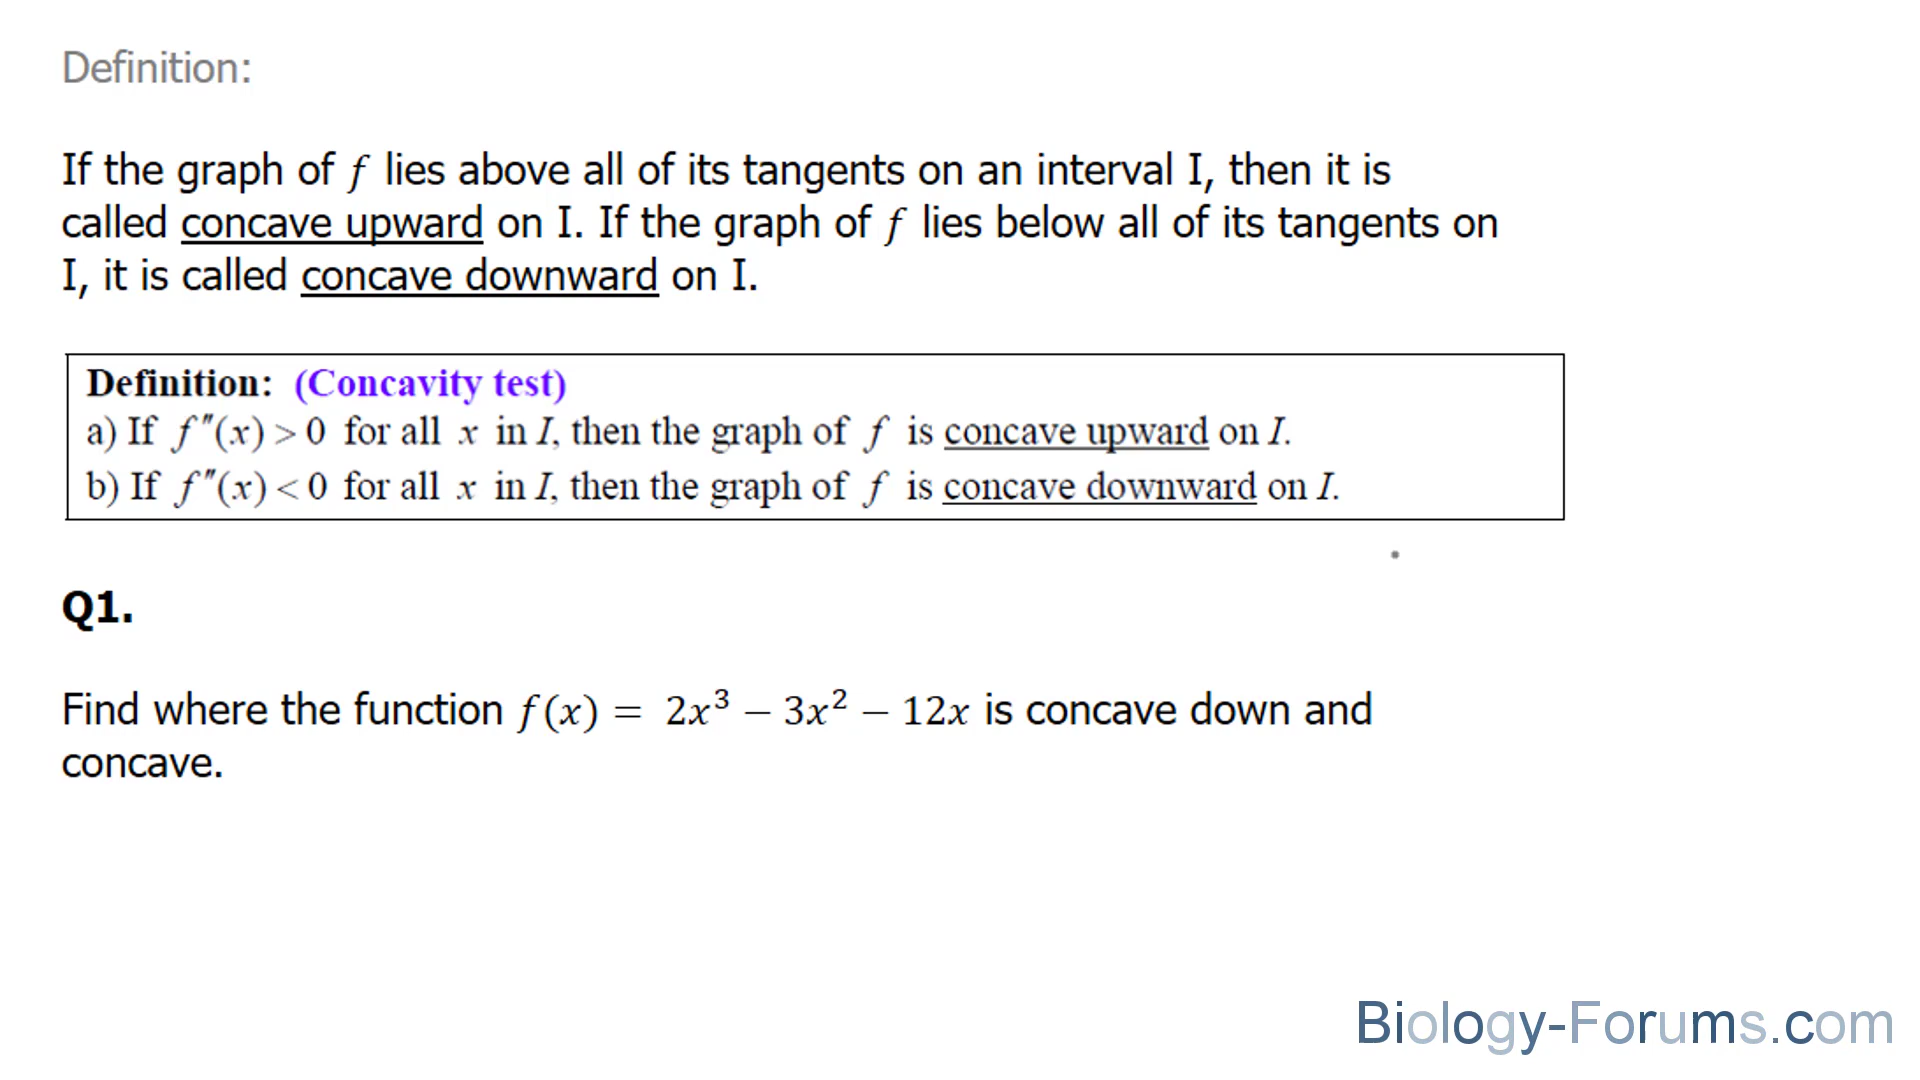 Definition:
If the graph of f lies above all of its tangents on an interval I, then it is
called concave upward on I. If the graph of f lies below all of its tangents on
I, it is called concave downward on I.
Definition: (Concavity test)
a) If f″(x) > 0 for all x in I, then the graph of f is concave upward on I.
b) If f″(x) < 0 for all x in I, then the graph of f is concave downward on I.
Q1.
Find where the function f(x) = 2x³ − 3x² − 12x is concave down and
concave.
Biology-Forums.com